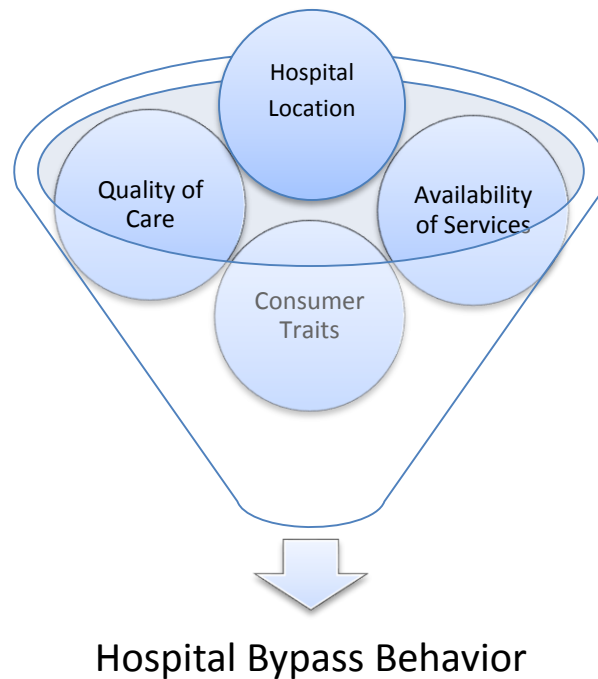 Hospital
Location
Quality of
Care
Availability
of Services
Consumer
Traits
Hospital Bypass Behavior